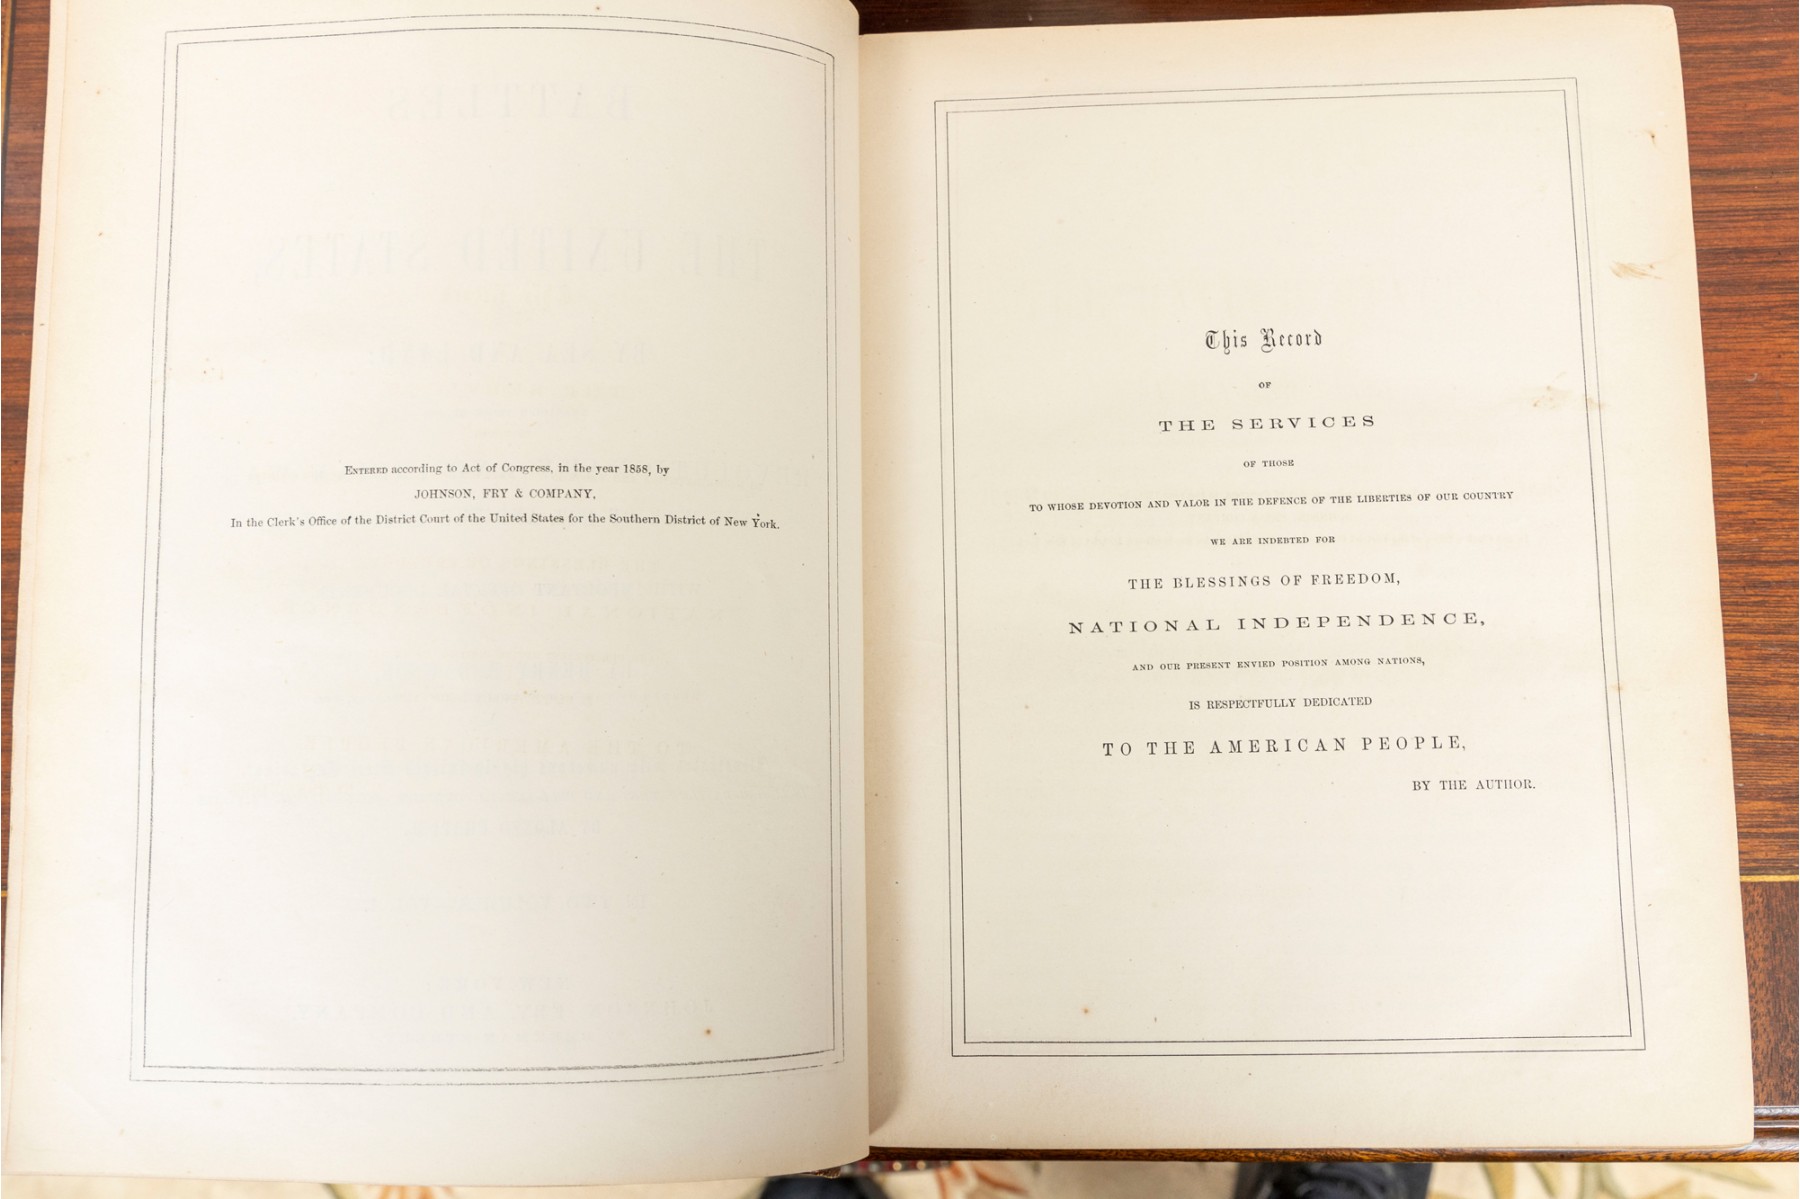 ENTERED according to Act of Congress, in the year 1858, by
JOHNSON, FRY & COMPANY,
In the Clerk's Office of the District Court of the United States for the Southern District of New York.
This Record
OF
THE SERVICES
OF THOSE
TO WHOSE DEVOTION AND VALOR IN THE DEFENCE OF THE LIBERTIES OF OUR COUNTRY
WE ARE INDEBTED FOR
THE BLESSINGS OF FREEDOM,
NATIONAL INDEPENDENCE,
AND OUR PRESENT ENVIED POSITION AMONG NATIONS,
IS RESPECTFULLY DEDICATED
TO THE AMERICAN PEOPLE,
BY THE AUTHOR.